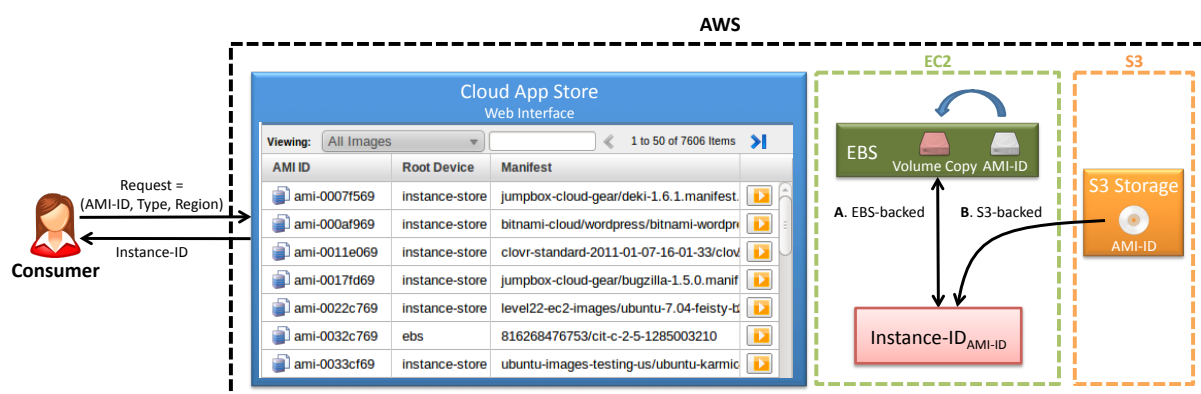 AWS
EC2
S3
Cloud App Store
Web Interface
Viewing: All Images 1 to 50 of 7606 Items
AMI ID Root Device Manifest
ami-0007f569 instance-store jumpbox-cloud-gear/deki-1.6.1.manifest.
ami-000af969 instance-store bitnami-cloud/wordpress/bitnami-wordpre
ami-0011e069 instance-store clovr-standard-2011-01-07-16-01-33/clov
ami-0017fd69 instance-store jumpbox-cloud-gear/bugzilla-1.5.0.manif
ami-0022c769 instance-store level22-ec2-images/ubuntu-7.04-feisty-b
ami-0032c769 ebs 816268476753/cit-c-2-5-1285003210
ami-0033cf69 instance-store ubuntu-images-testing-us/ubuntu-karmic
Request =
(AMI-ID, Type, Region)
Instance-ID
Consumer
EBS
Volume Copy AMI-ID
A. EBS-backed
B. S3-backed
Instance-ID AMI-ID
S3 Storage
AMI-ID